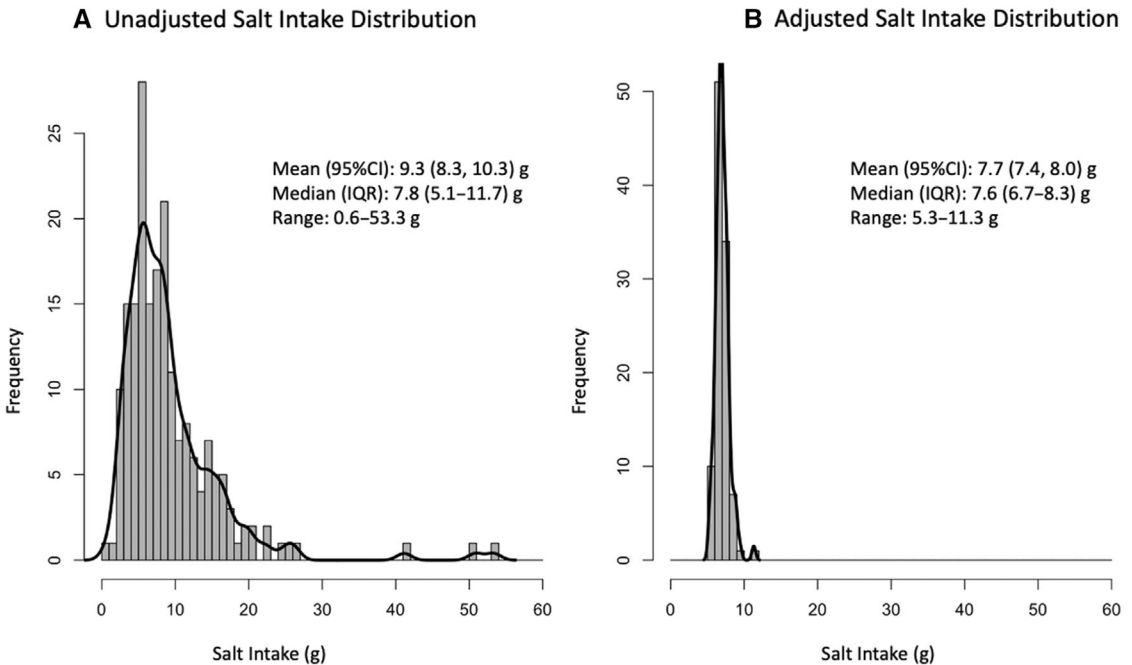 A Unadjusted Salt Intake Distribution
Mean (95%CI): 9.3 (8.3, 10.3) g
Median (IQR): 7.8 (5.1–11.7) g
Range: 0.6–53.3 g
Frequency
25
20
15
10
5
0
0 10 20 30 40 50 60
Salt Intake (g)
B Adjusted Salt Intake Distribution
Mean (95%CI): 7.7 (7.4, 8.0) g
Median (IQR): 7.6 (6.7–8.3) g
Range: 5.3–11.3 g
Frequency
50
40
30
20
10
0
0 10 20 30 40 50 60
Salt Intake (g)